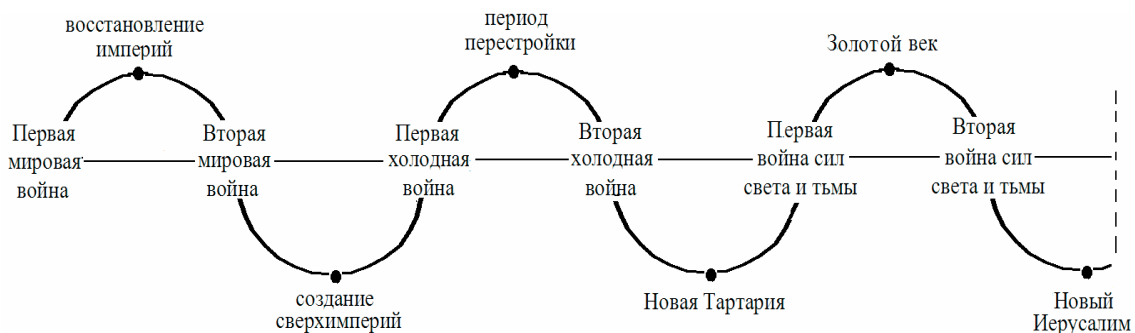 восстановление
империй
период
перестройки
Золотой век
Первая
мировая
война
Вторая
мировая
война
Первая
холодная
война
Вторая
холодная
война
Первая
война сил
света и тьмы
Вторая
война сил
света и тьмы
создание
сверхимперий
Новая Тартария
Новый
Иерусалим